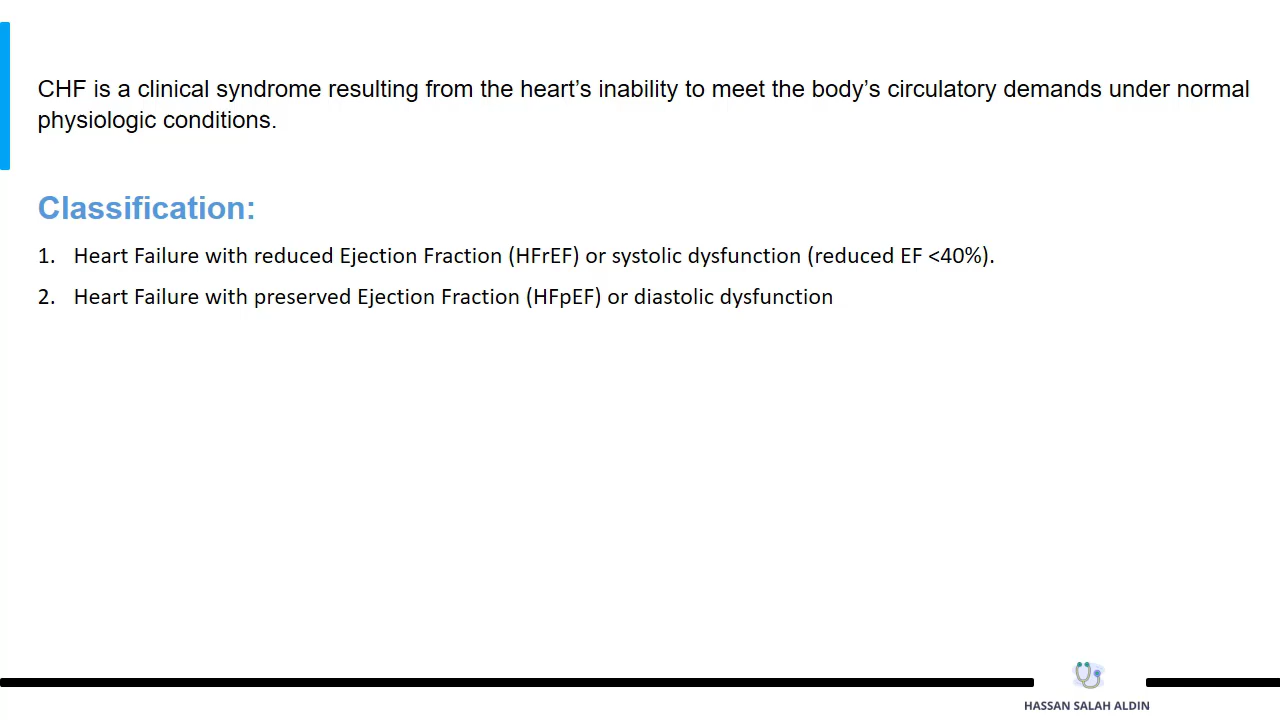 CHF is a clinical syndrome resulting from the heart’s inability to meet the body’s circulatory demands under normal
physiologic conditions.
Classification:
1. Heart Failure with reduced Ejection Fraction (HFrEF) or systolic dysfunction (reduced EF <40%).
2. Heart Failure with preserved Ejection Fraction (HFpEF) or diastolic dysfunction
HASSAN SALAH ALDIN